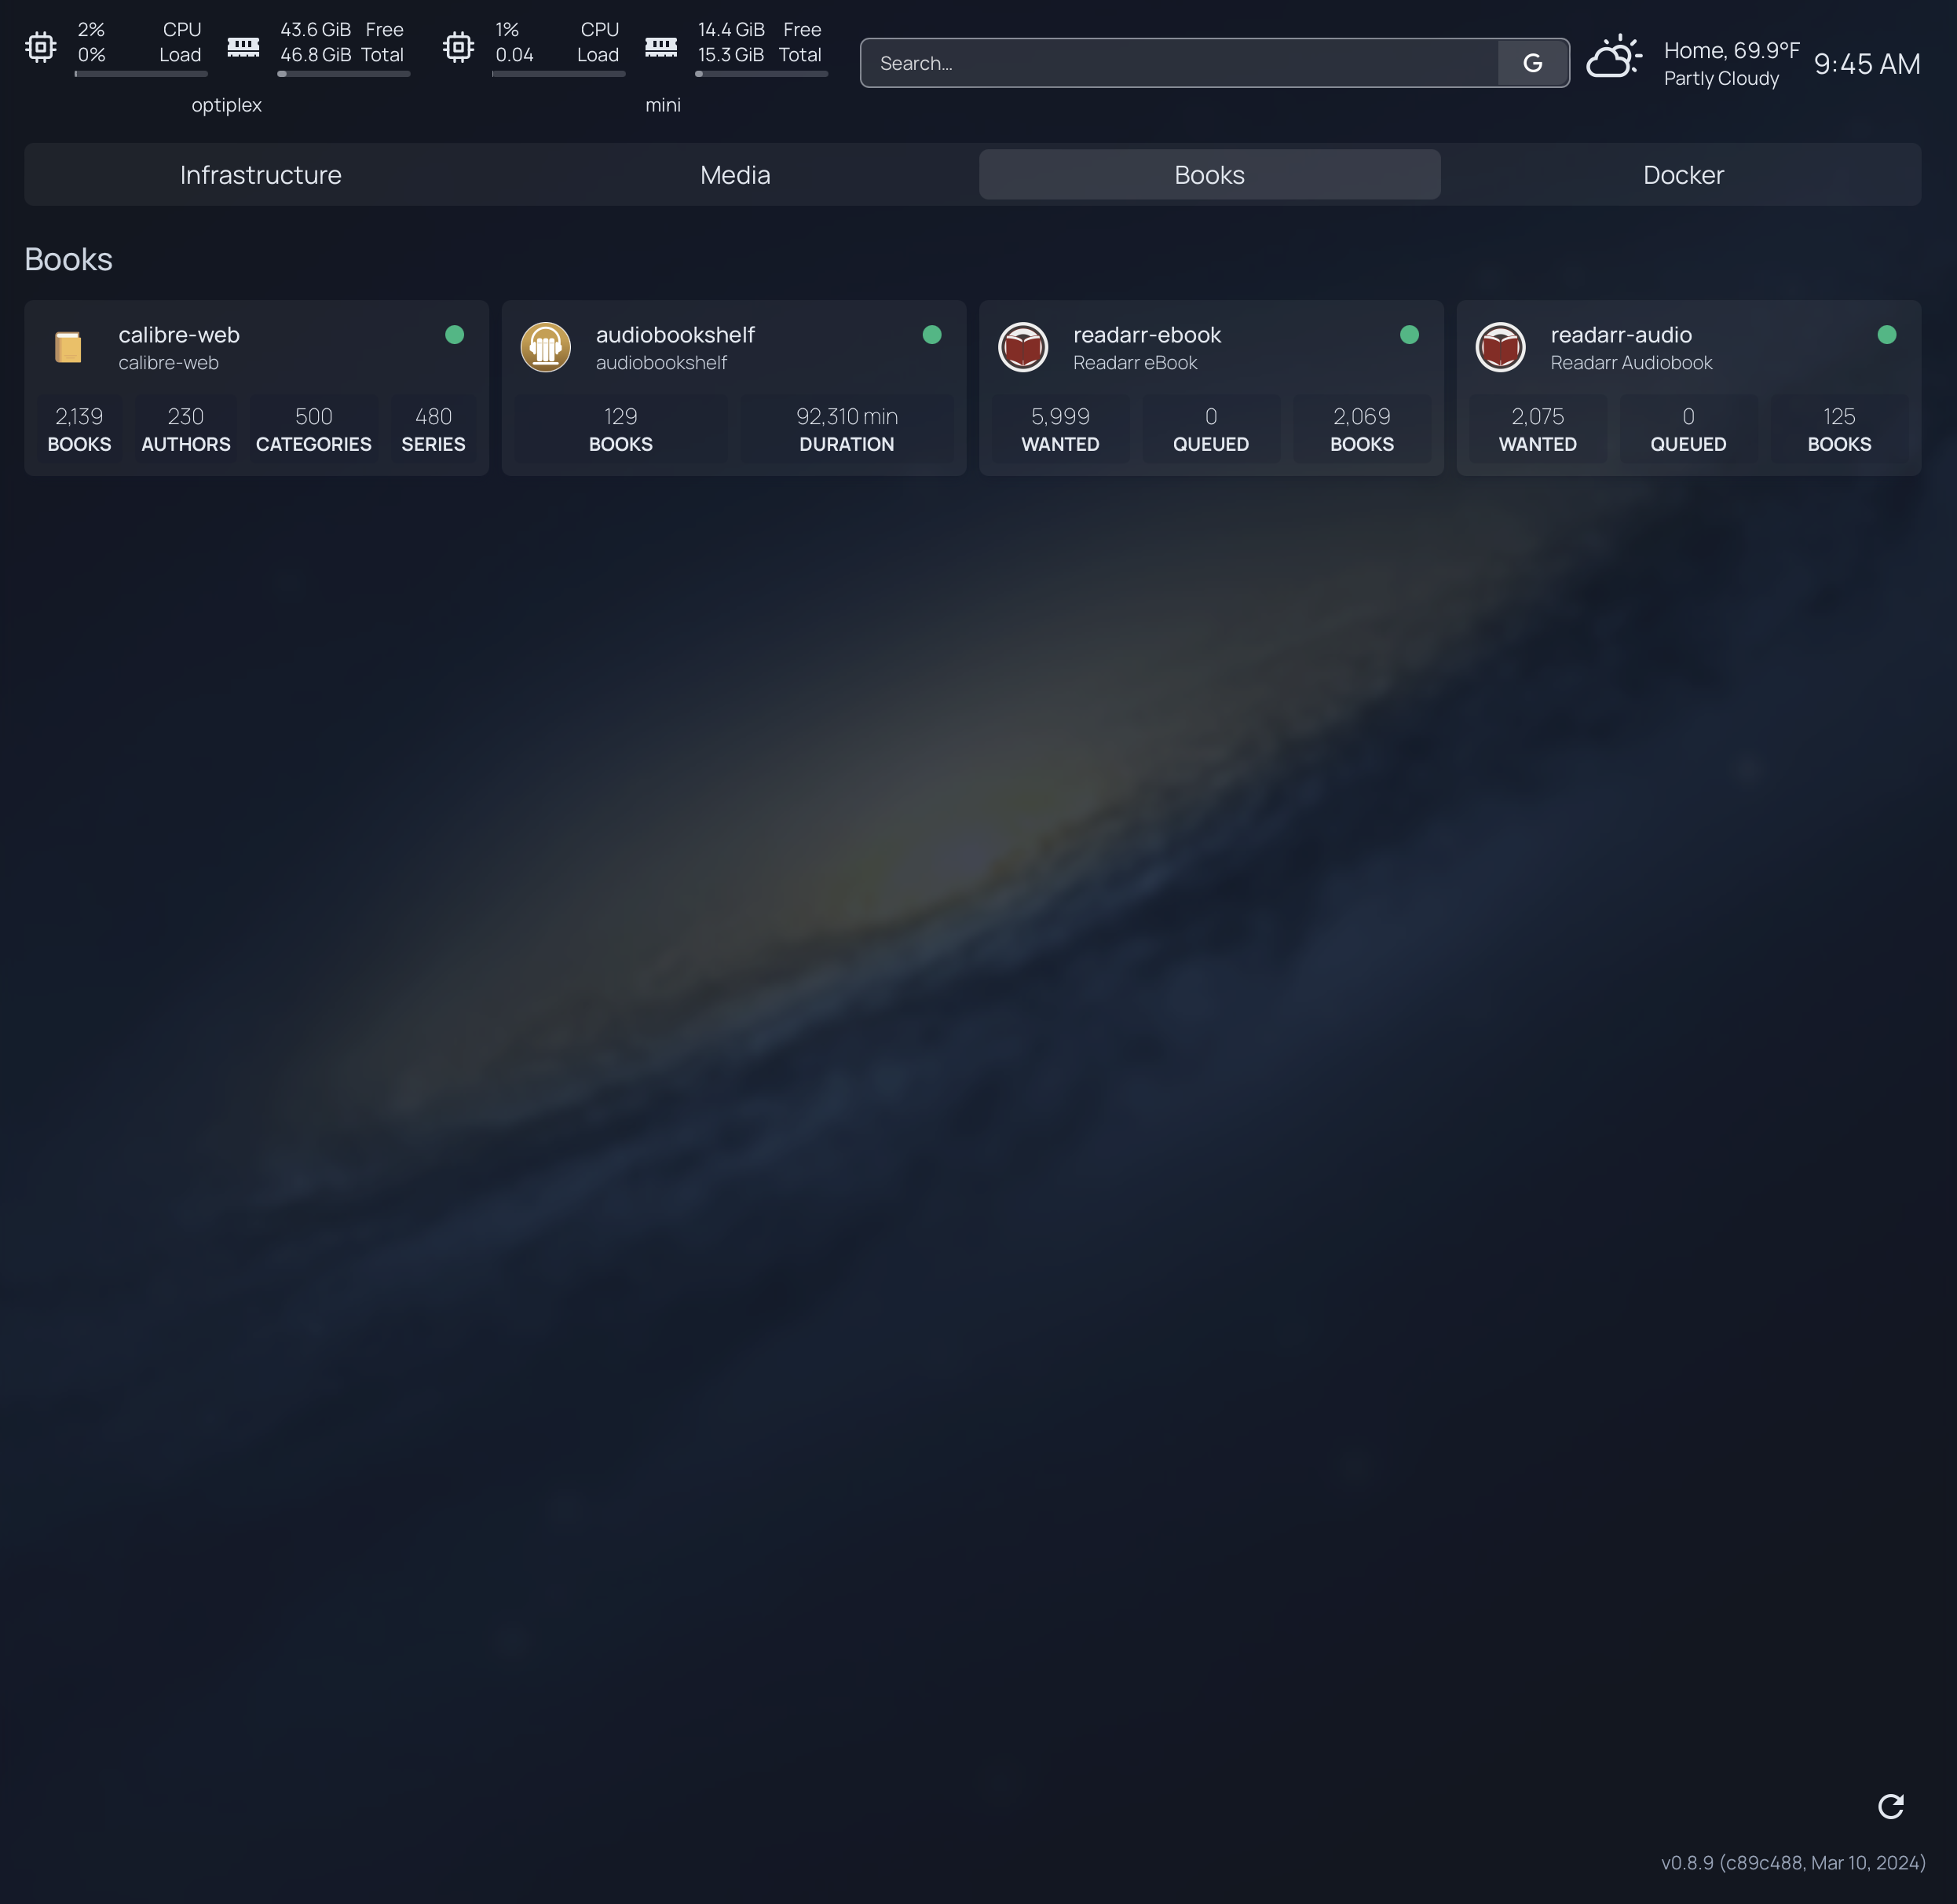 2% CPU
0% Load
43.6 GiB Free
46.8 GiB Total
optiplex
1% CPU
0.04 Load
14.4 GiB Free
15.3 GiB Total
mini
Search...
G
Home, 69.9°F
Partly Cloudy
9:45 AM
Infrastructure Media Books Docker
Books
calibre-web
calibre-web
2,139 230 500 480
BOOKS AUTHORS CATEGORIES SERIES
audiobookshelf
audiobookshelf
129 92,310 min
BOOKS DURATION
readarr-ebook
Readarr eBook
5,999 0 2,069
WANTED QUEUED BOOKS
readarr-audio
Readarr Audiobook
2,075 0 125
WANTED QUEUED BOOKS
v0.8.9 (c89c488, Mar 10, 2024)